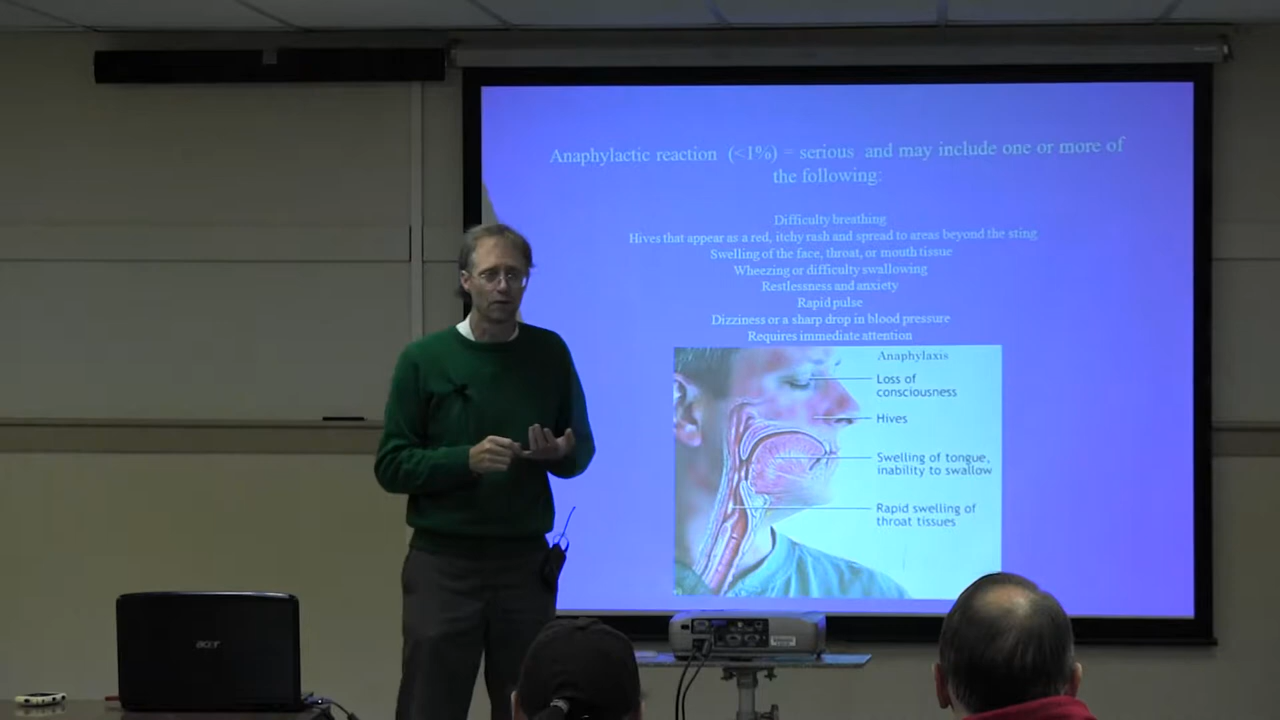 Anaphylactic reaction (<1%) = serious and may include one or more of
the following:
Difficulty breathing
Hives that appear as a red, itchy rash and spread to areas beyond the sting
Swelling of the face, throat, or mouth tissue
Wheezing or difficulty swallowing
Restlessness and anxiety
Rapid pulse
Dizziness or a sharp drop in blood pressure
Requires immediate attention
Anaphylaxis
Loss of
consciousness
Hives
Swelling of tongue,
inability to swallow
Rapid swelling of
throat tissues
acer